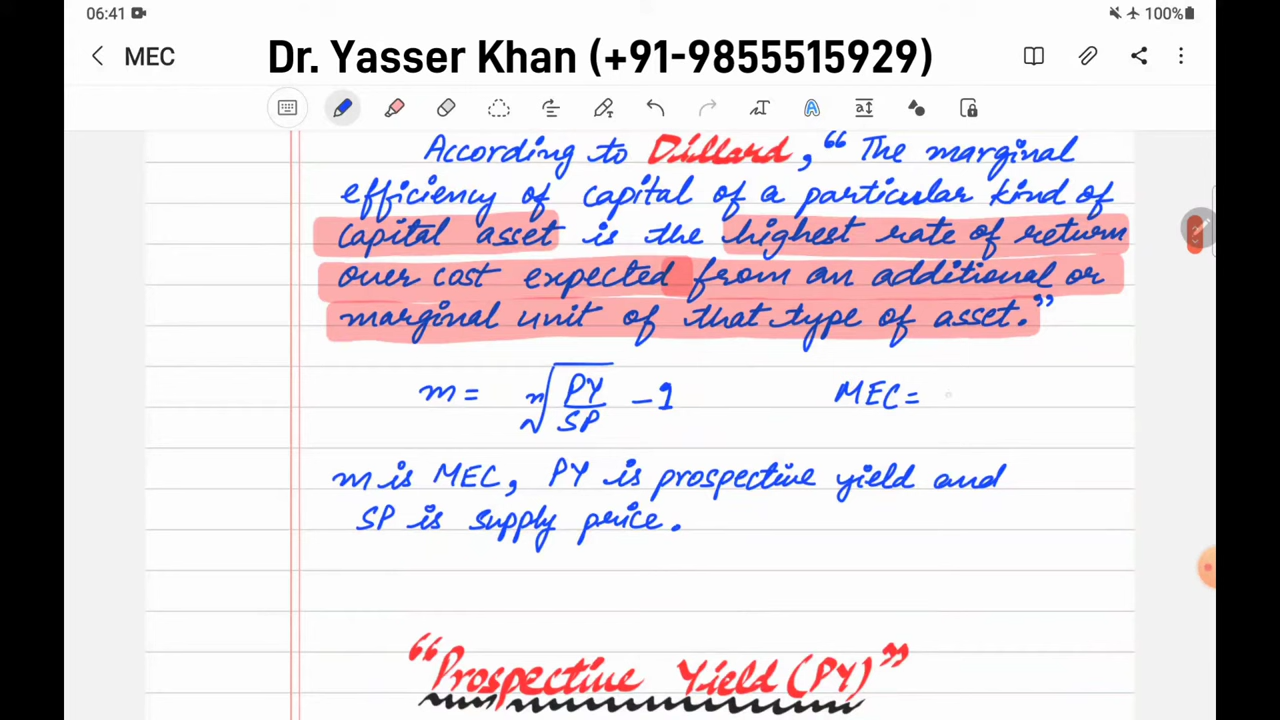 06:41
100%
MEC
Dr. Yasser Khan (+91-9855515929)
According to Dillard, “The marginal
efficiency of capital of a particular kind of
capital asset is the highest rate of return
over cost expected from an additional or
marginal unit of that type of asset.”
m = n√PY/SP - 1 MEC =
m is MEC, PY is prospective yield and
SP is supply price.
“Prospective Yield (PY)”